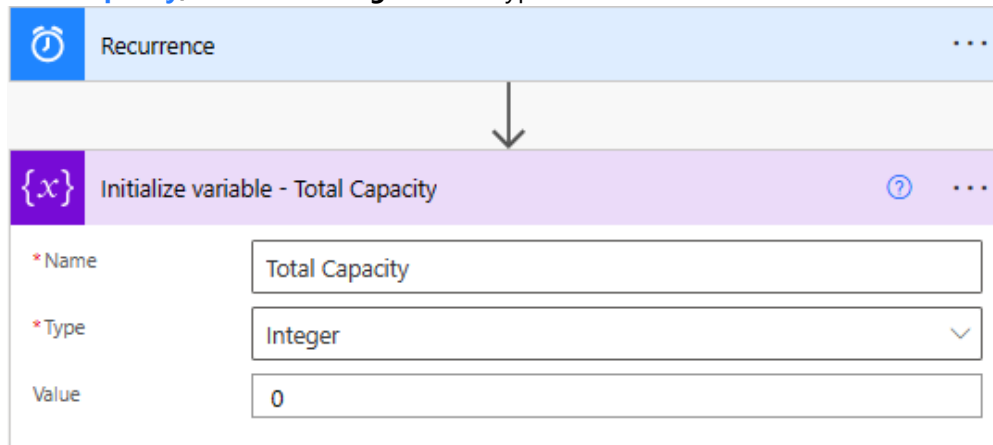 Recurrence
{x} Initialize variable - Total Capacity
*Name Total Capacity
*Type Integer
Value 0